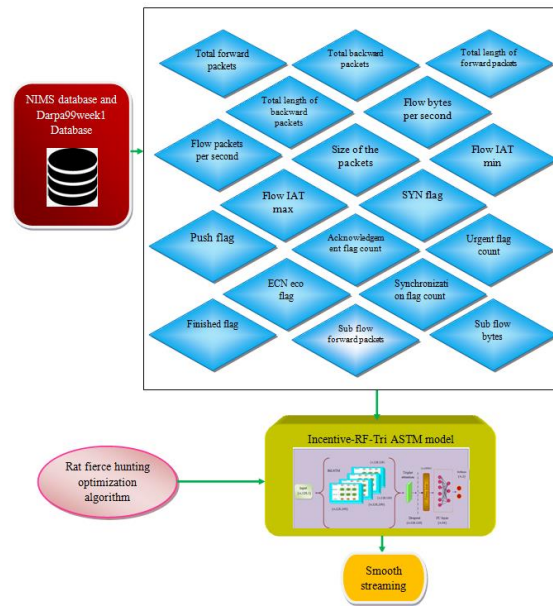 Total forward
packets
Total backward
packets
Total length of
forward packets
NIMS database and
Darpa99week1
Database
Total length of
backward packets
Flow bytes
per second
Flow packets
per second
Size of the
packets
Flow IAT
min
Flow IAT
max
SYN flag
Push flag
Acknowledgem
ent flag count
Urgent flag
count
ECN eco
flag
Synchronizati
on flag count
Finished flag
Sub flow
forward packets
Sub flow
bytes
Incentive-RF-Tri ASTM model
Rat fierce hunting
optimization
algorithm
Smooth
streaming